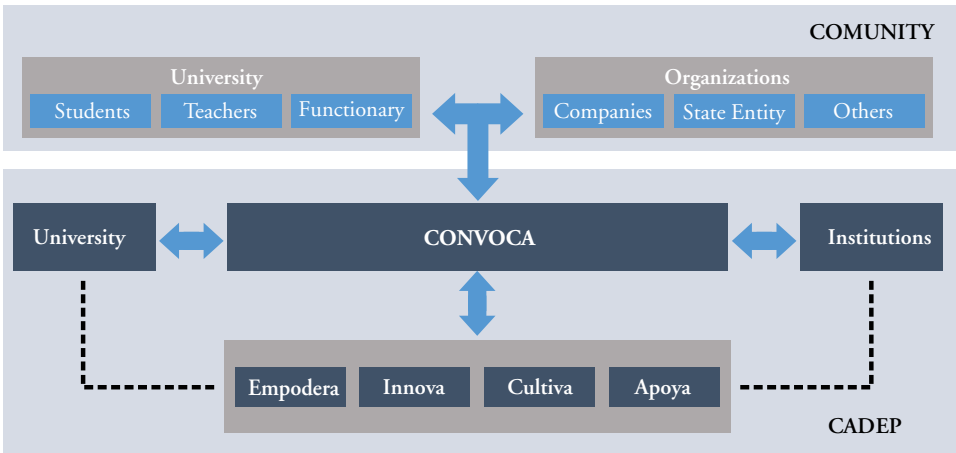 COMUNITY
University
Organizations
Students
Teachers
Functionary
Companies
State Entity
Others
University
CONVOCA
Institutions
Empodera
Innova
Cultiva
Apoya
CADEP